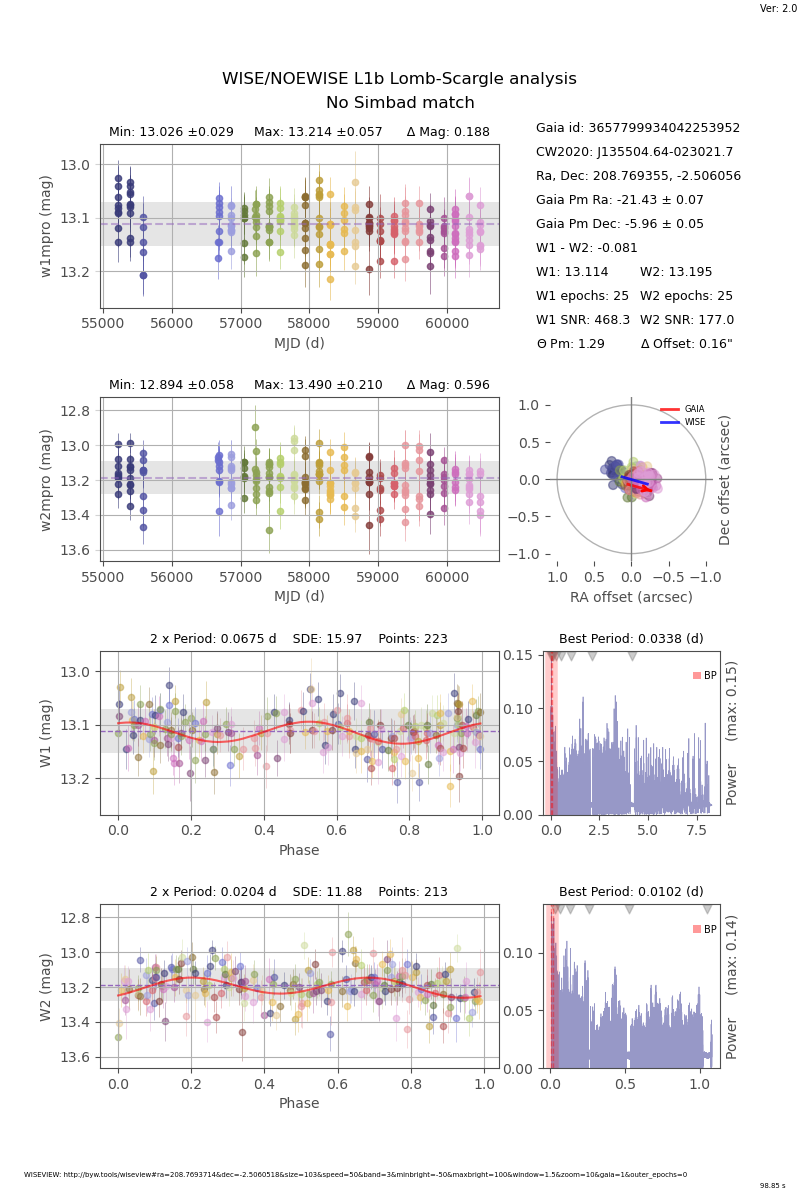 Ver: 2.0
WISE/NOEWISE L1b Lomb-Scargle analysis
No Simbad match
Min: 13.026 ±0.029 Max: 13.214 ±0.057 Δ Mag: 0.188
w1mpro (mag)
13.0
13.1
13.2
55000 56000 57000 58000 59000 60000
MJD (d)
Gaia id: 3657799934042253952
CW2020: J135504.64-023021.7
Ra, Dec: 208.769355, -2.506056
Gaia Pm Ra: -21.43 ± 0.07
Gaia Pm Dec: -5.96 ± 0.05
W1 - W2: -0.081
W1: 13.114 W2: 13.195
W1 epochs: 25 W2 epochs: 25
W1 SNR: 468.3 W2 SNR: 177.0
Θ Pm: 1.29 Δ Offset: 0.16"
Min: 12.894 ±0.058 Max: 13.490 ±0.210 Δ Mag: 0.596
w2mpro (mag)
12.8
13.0
13.2
13.4
13.6
55000 56000 57000 58000 59000 60000
MJD (d)
1.0
0.5
0.0
−0.5
−1.0
GAIA
WISE
Dec offset (arcsec)
1.0 0.5 0.0 −0.5 −1.0
RA offset (arcsec)
2 x Period: 0.0675 d SDE: 15.97 Points: 223
W1 (mag)
13.0
13.1
13.2
0.0 0.2 0.4 0.6 0.8 1.0
Phase
Best Period: 0.0338 (d)
0.15
0.10
0.05
0.00
BP
Power (max: 0.15)
0.0 2.5 5.0 7.5
2 x Period: 0.0204 d SDE: 11.88 Points: 213
W2 (mag)
12.8
13.0
13.2
13.4
13.6
0.0 0.2 0.4 0.6 0.8 1.0
Phase
Best Period: 0.0102 (d)
0.10
0.05
0.00
BP
Power (max: 0.14)
0.0 0.5 1.0
WISEVIEW: http://byw.tools/wiseview#ra=208.7693714&dec=-2.5060518&size=103&speed=50&band=3&minbright=-50&maxbright=100&window=1.5&zoom=10&gaia=1&outer_epochs=0
98.85 s